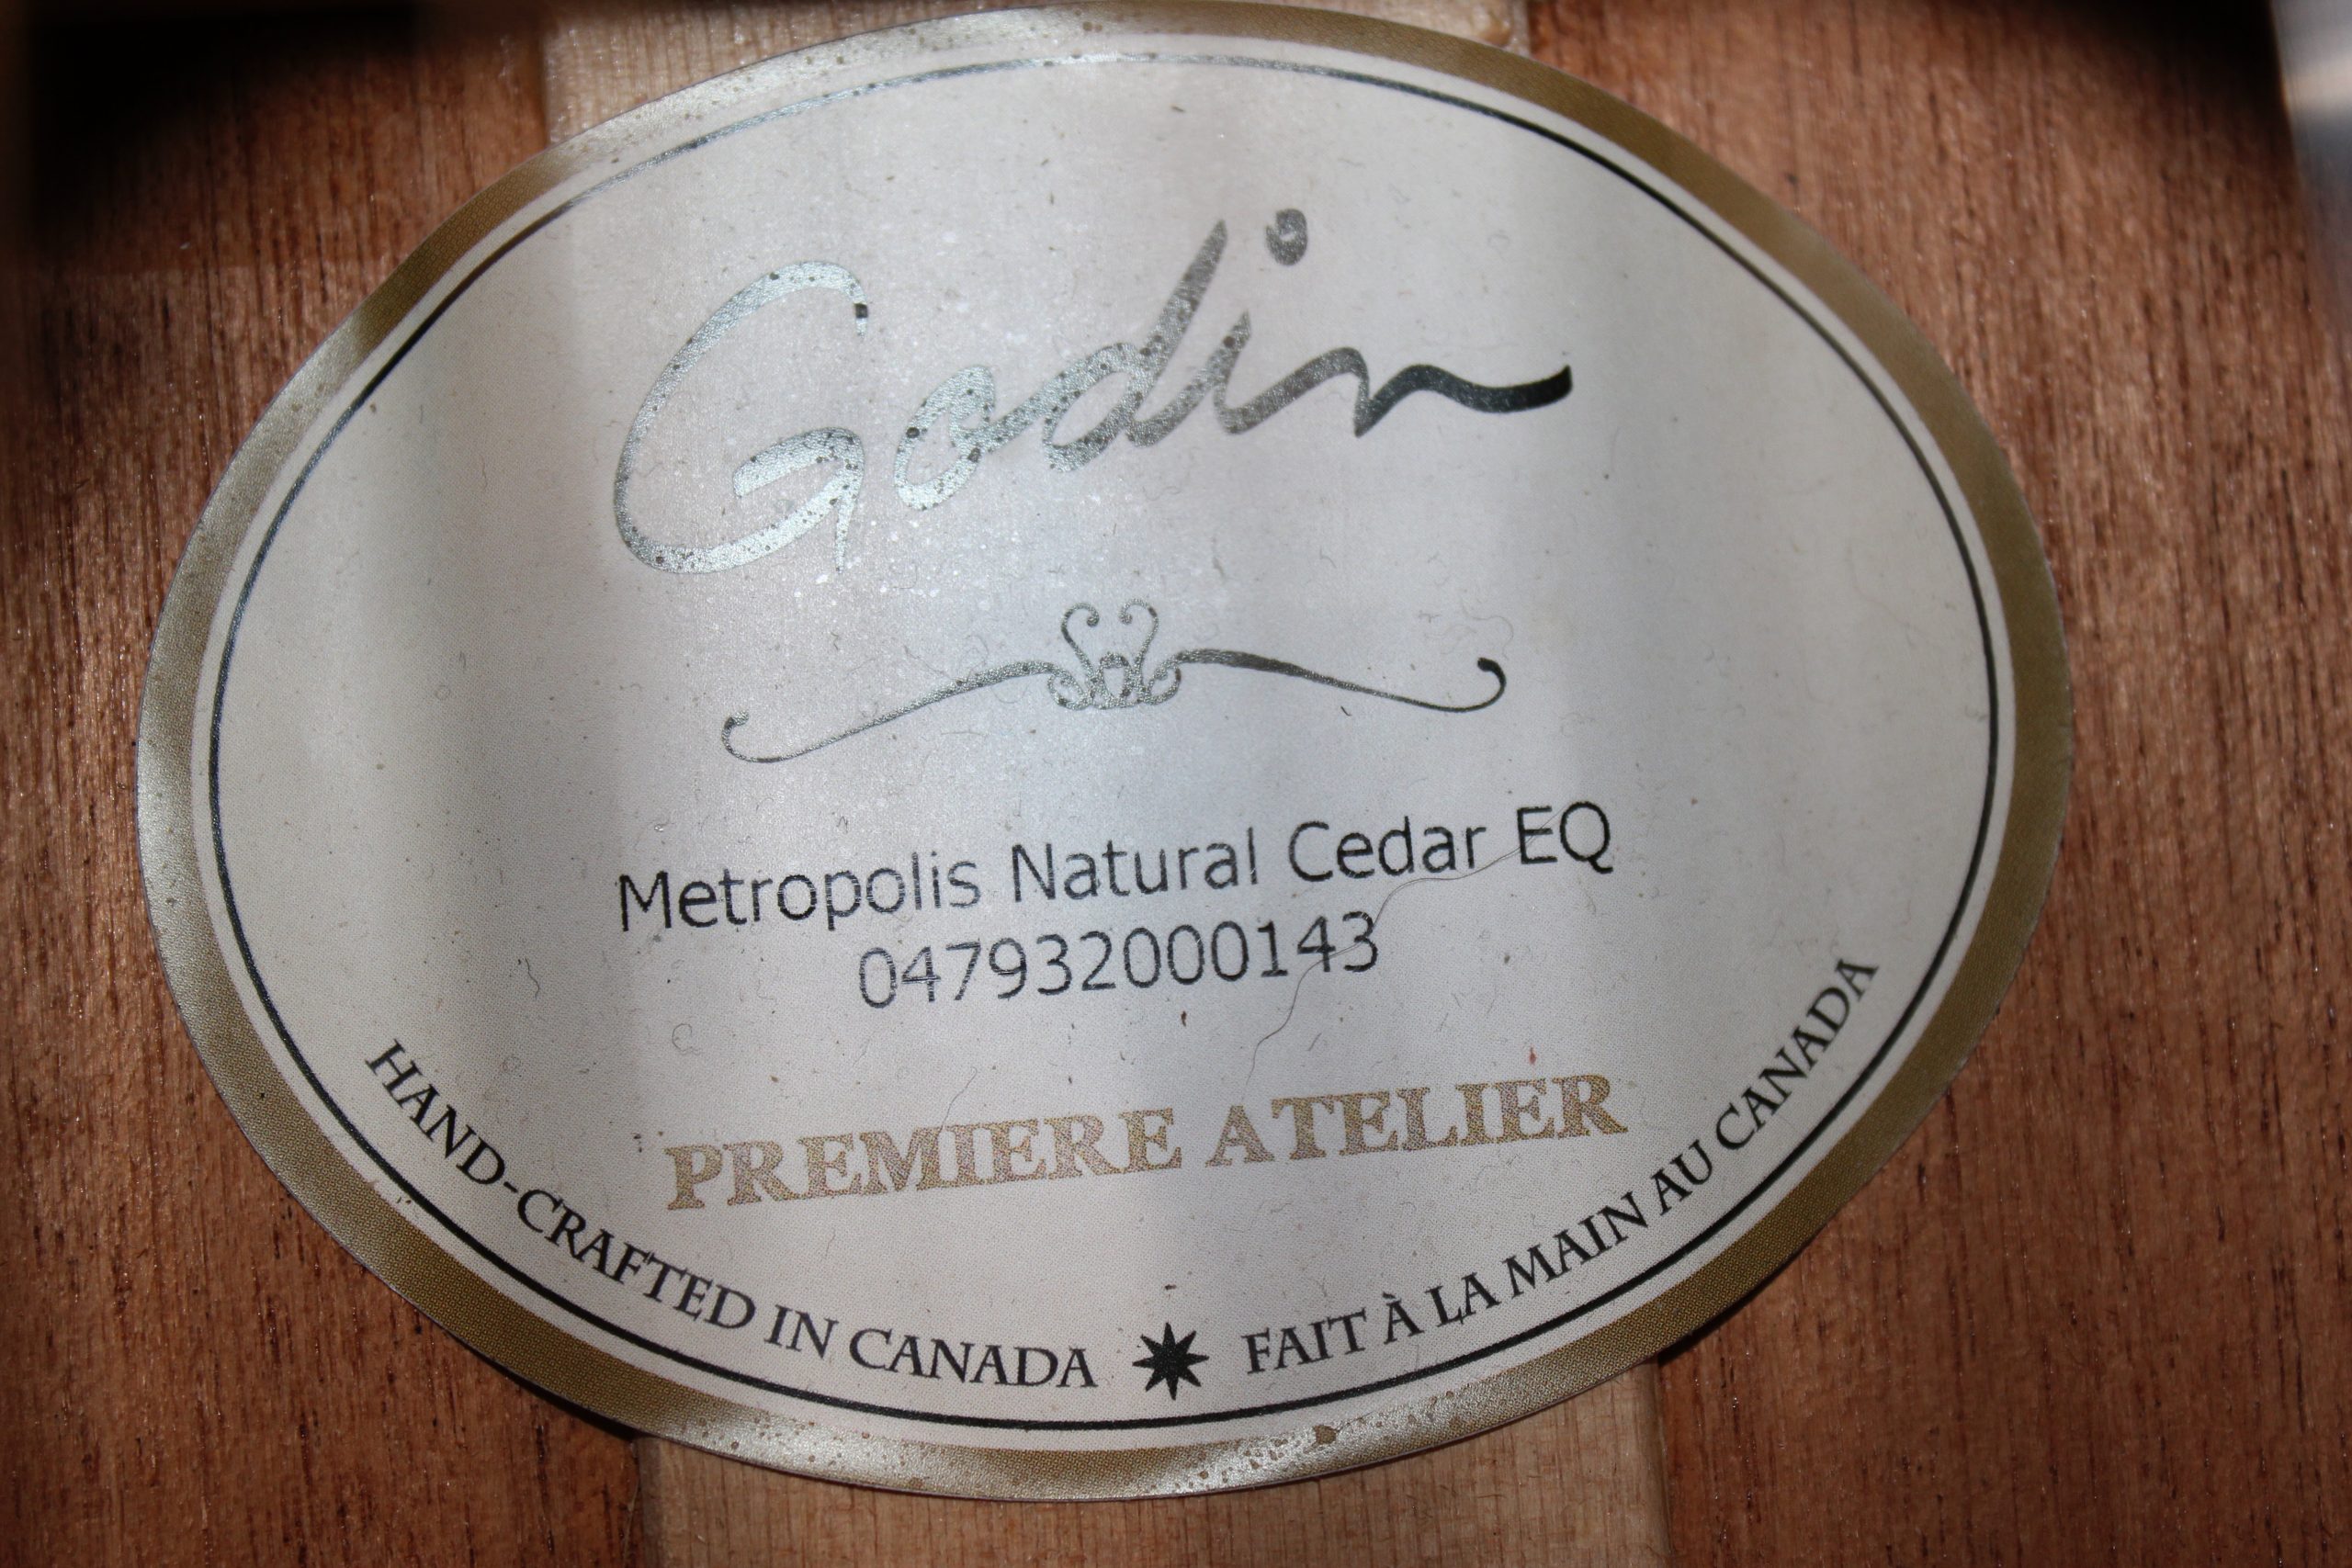 Godin
Metropolis Natural Cedar EQ
047932000143
PREMIERE ATELIER
HAND-CRAFTED IN CANADA
FAIT À LA MAIN AU CANADA